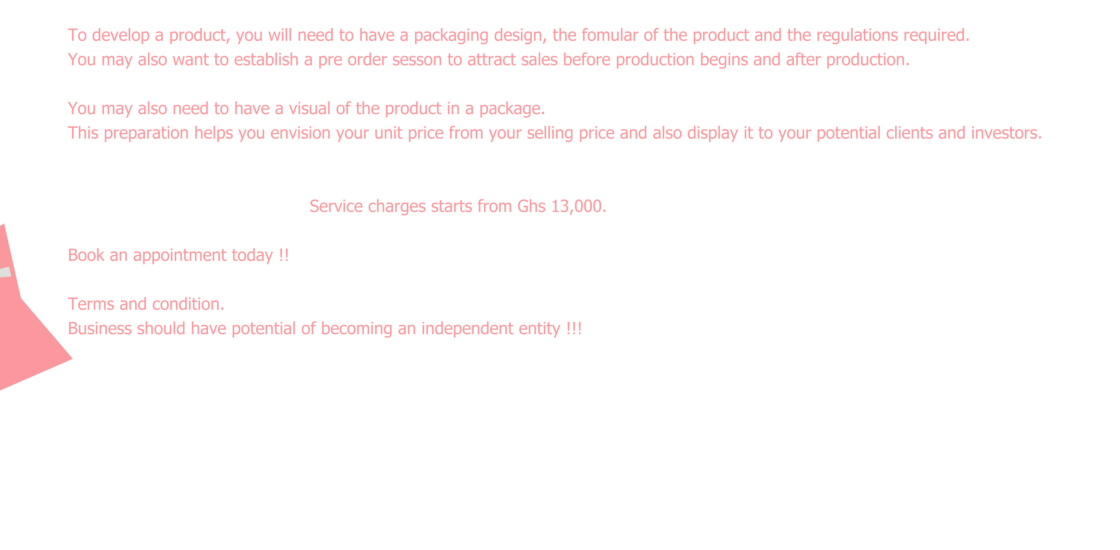 To develop a product, you will need to have a packaging design, the fomular of the product and the regulations required.
You may also want to establish a pre order sesson to attract sales before production begins and after production.
You may also need to have a visual of the product in a package.
This preparation helps you envision your unit price from your selling price and also display it to your potential clients and investors.
Service charges starts from Ghs 13,000.
Book an appointment today !!
Terms and condition.
Business should have potential of becoming an independent entity !!!